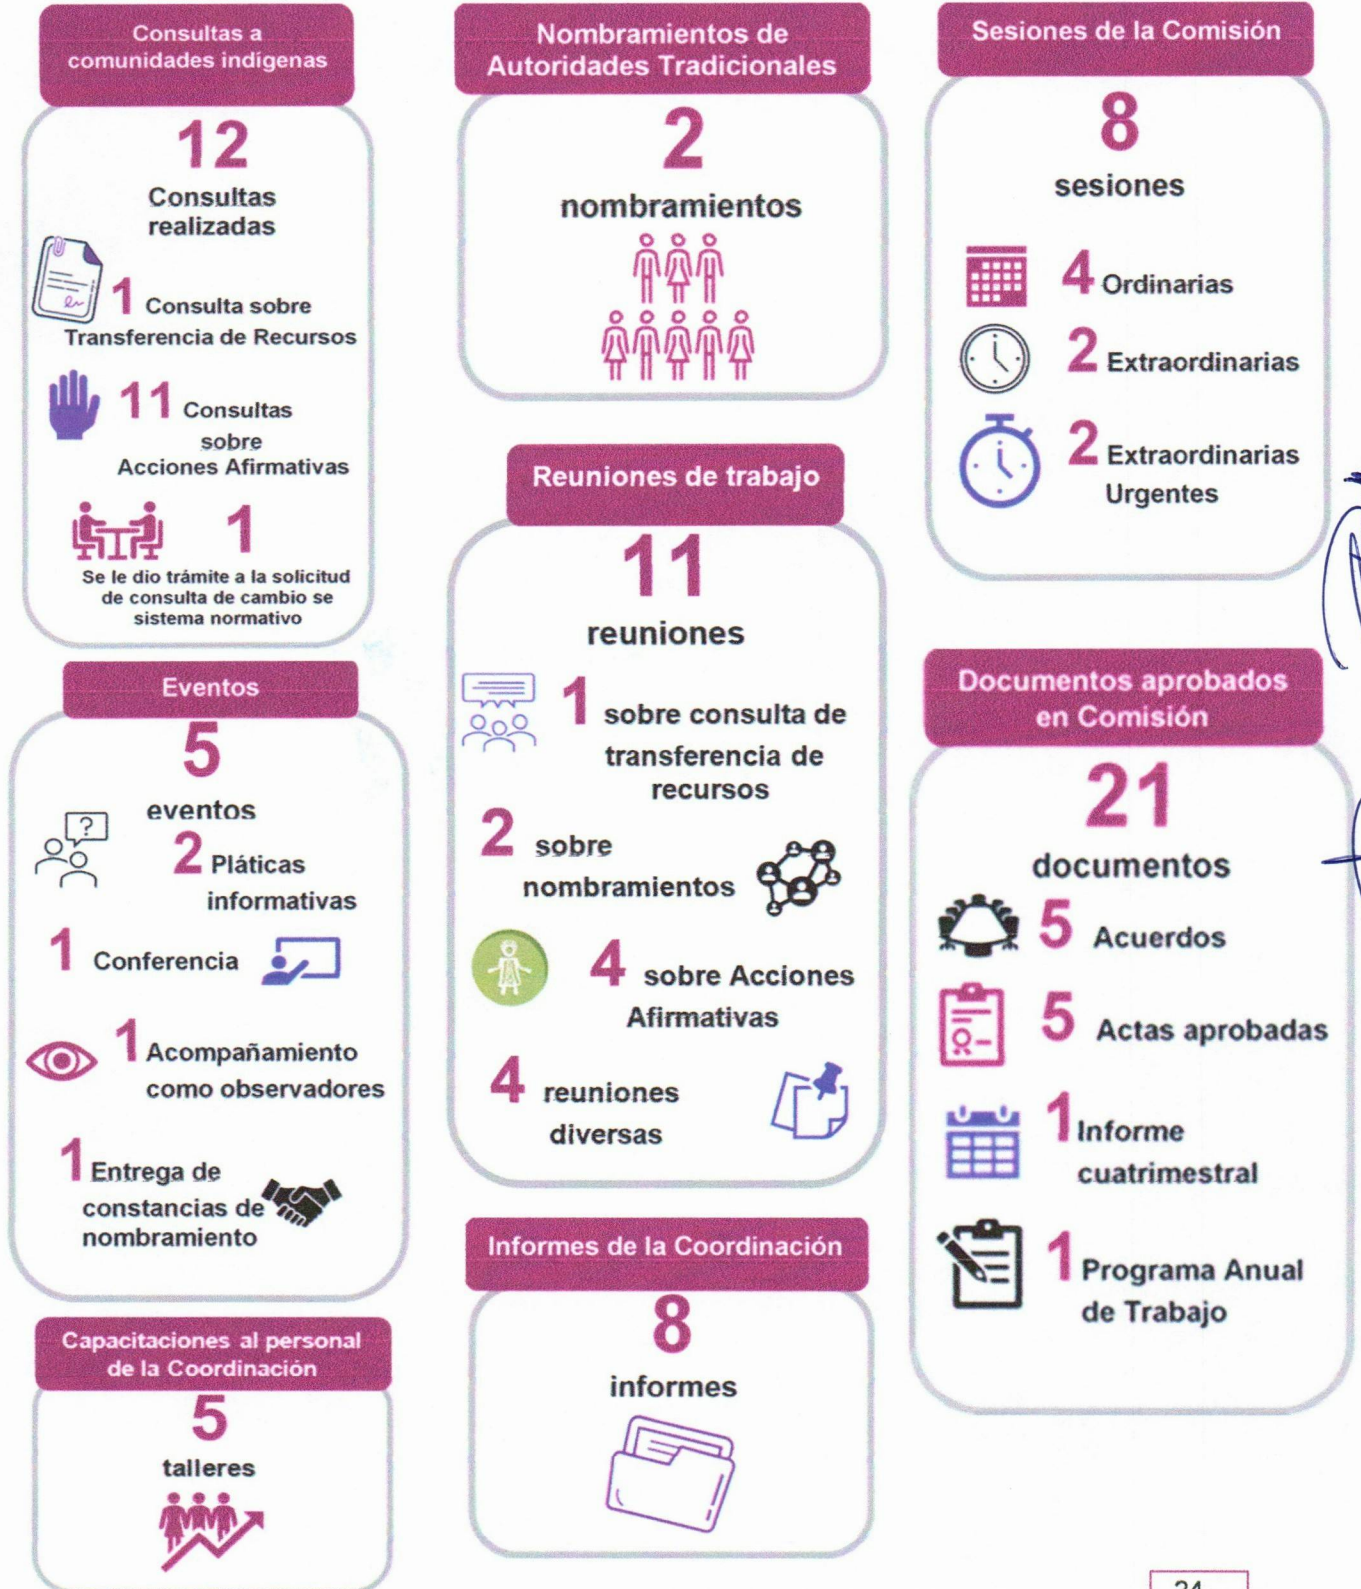 Consultas a
comunidades indígenas
12
Consultas
realizadas
1 Consulta sobre
Transferencia de Recursos
11 Consultas
sobre
Acciones Afirmativas
1
Se le dio trámite a la solicitud
de consulta de cambio se
sistema normativo
Eventos
5
eventos
?
2 Pláticas
informativas
1 Conferencia
1 Acompañamiento
como observadores
1 Entrega de
constancias de
nombramiento
Capacitaciones al personal
de la Coordinación
5
talleres
Nombramientos de
Autoridades Tradicionales
2
nombramientos
Reuniones de trabajo
11
reuniones
1 sobre consulta de
transferencia de
recursos
2 sobre
nombramientos
4 sobre Acciones
Afirmativas
4 reuniones
diversas
Informes de la Coordinación
8
informes
Sesiones de la Comisión
8
sesiones
4 Ordinarias
2 Extraordinarias
2 Extraordinarias
Urgentes
Documentos aprobados
en Comisión
21
documentos
5 Acuerdos
5 Actas aprobadas
1 Informe
cuatrimestral
1 Programa Anual
de Trabajo
24